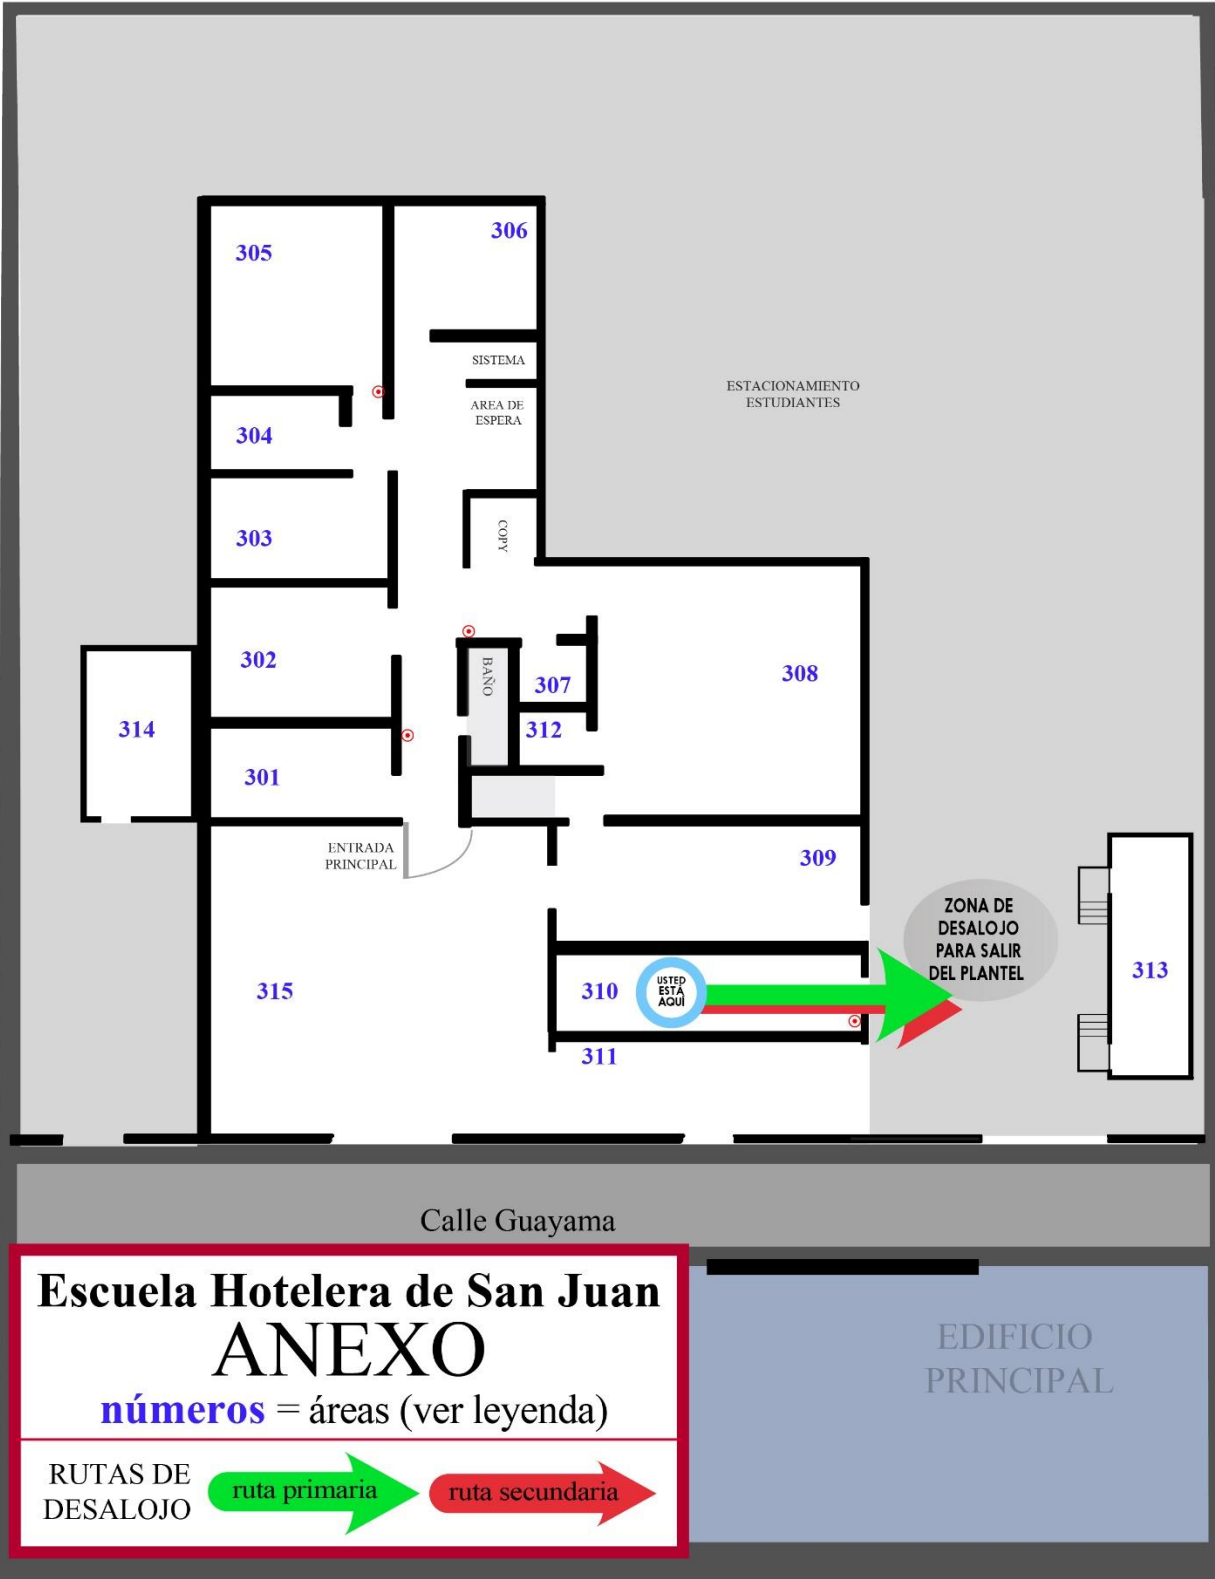 306
305
SISTEMA
ESTACIONAMIENTO
ESTUDIANTES
AREA DE
ESPERA
304
COPY
303
302
BAÑO
307
308
314
312
301
ENTRADA
PRINCIPAL
309
ZONA DE
DESALOJO
PARA SALIR
DEL PLANTEL
313
315
310
USTED
ESTÁ
AQUÍ
311
Calle Guayama
Escuela Hotelera de San Juan
ANEXO
números = áreas (ver leyenda)
RUTAS DE
DESALOJO
ruta primaria
ruta secundaria
EDIFICIO
PRINCIPAL